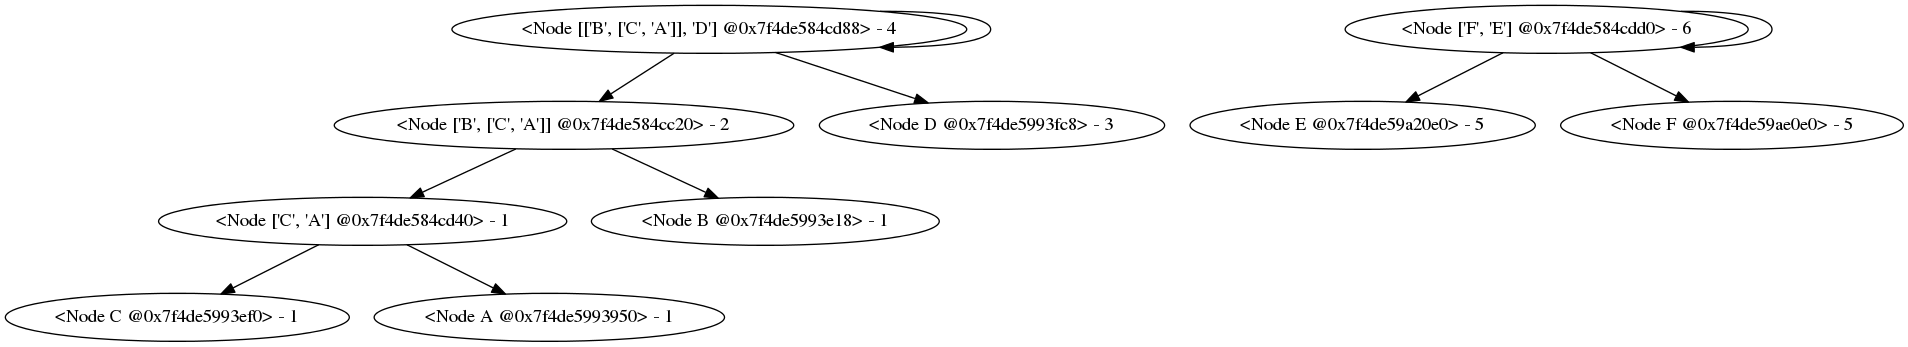 <Node [['B', ['C', 'A']], 'D'] @0x7f4de584cd88> - 4
<Node ['F', 'E'] @0x7f4de584cdd0> - 6
<Node ['B', ['C', 'A']] @0x7f4de584cc20> - 2
<Node D @0x7f4de5993fc8> - 3
<Node E @0x7f4de59a20e0> - 5
<Node F @0x7f4de59ae0e0> - 5
<Node ['C', 'A'] @0x7f4de584cd40> - 1
<Node B @0x7f4de5993e18> - 1
<Node C @0x7f4de5993ef0> - 1
<Node A @0x7f4de5993950> - 1